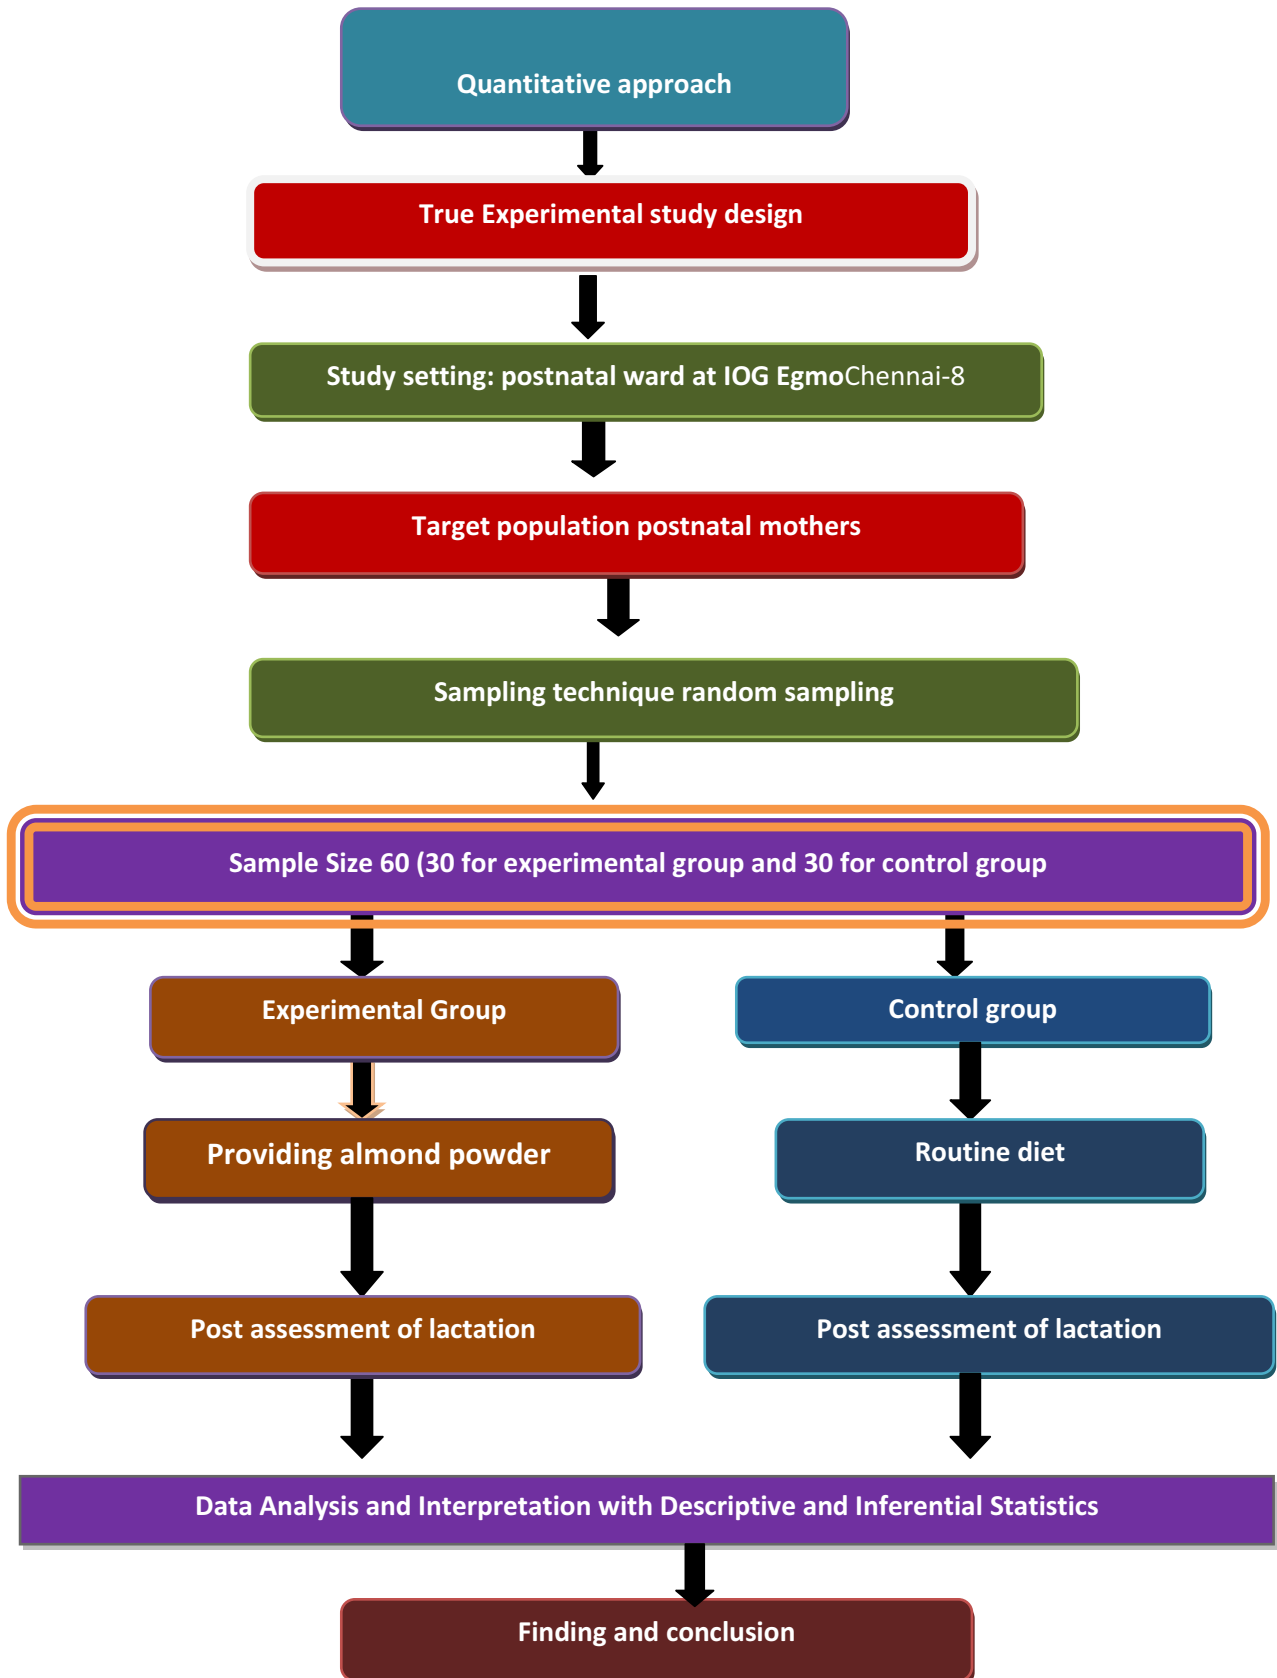 Quantitative approach
True Experimental study design
Study setting: postnatal ward at IOG EgmoChennai-8
Target population postnatal mothers
Sampling technique random sampling
Sample Size 60 (30 for experimental group and 30 for control group
Experimental Group
Control group
Providing almond powder
Routine diet
Post assessment of lactation
Post assessment of lactation
Data Analysis and Interpretation with Descriptive and Inferential Statistics
Finding and conclusion